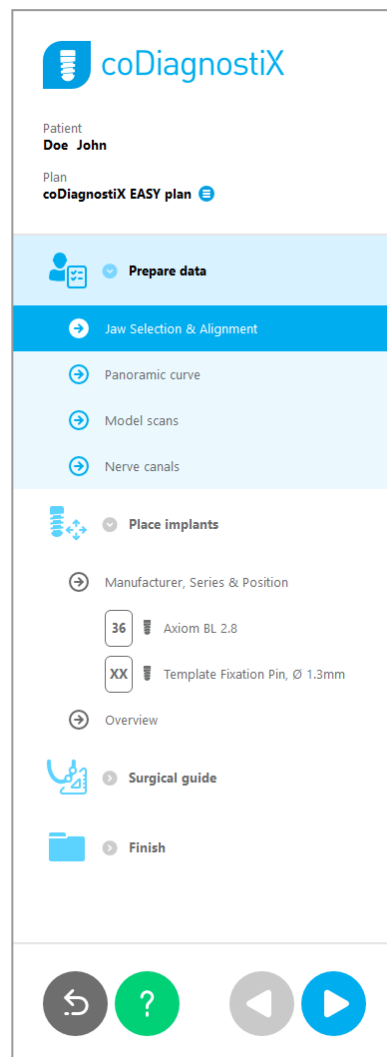 coDiagnostiX
Patient
Doe John
Plan
coDiagnostiX EASY plan
Prepare data
Jaw Selection & Alignment
Panoramic curve
Model scans
Nerve canals
Place implants
Manufacturer, Series & Position
36 Axiom BL 2.8
XX Template Fixation Pin, Ø 1.3mm
Overview
Surgical guide
Finish
?